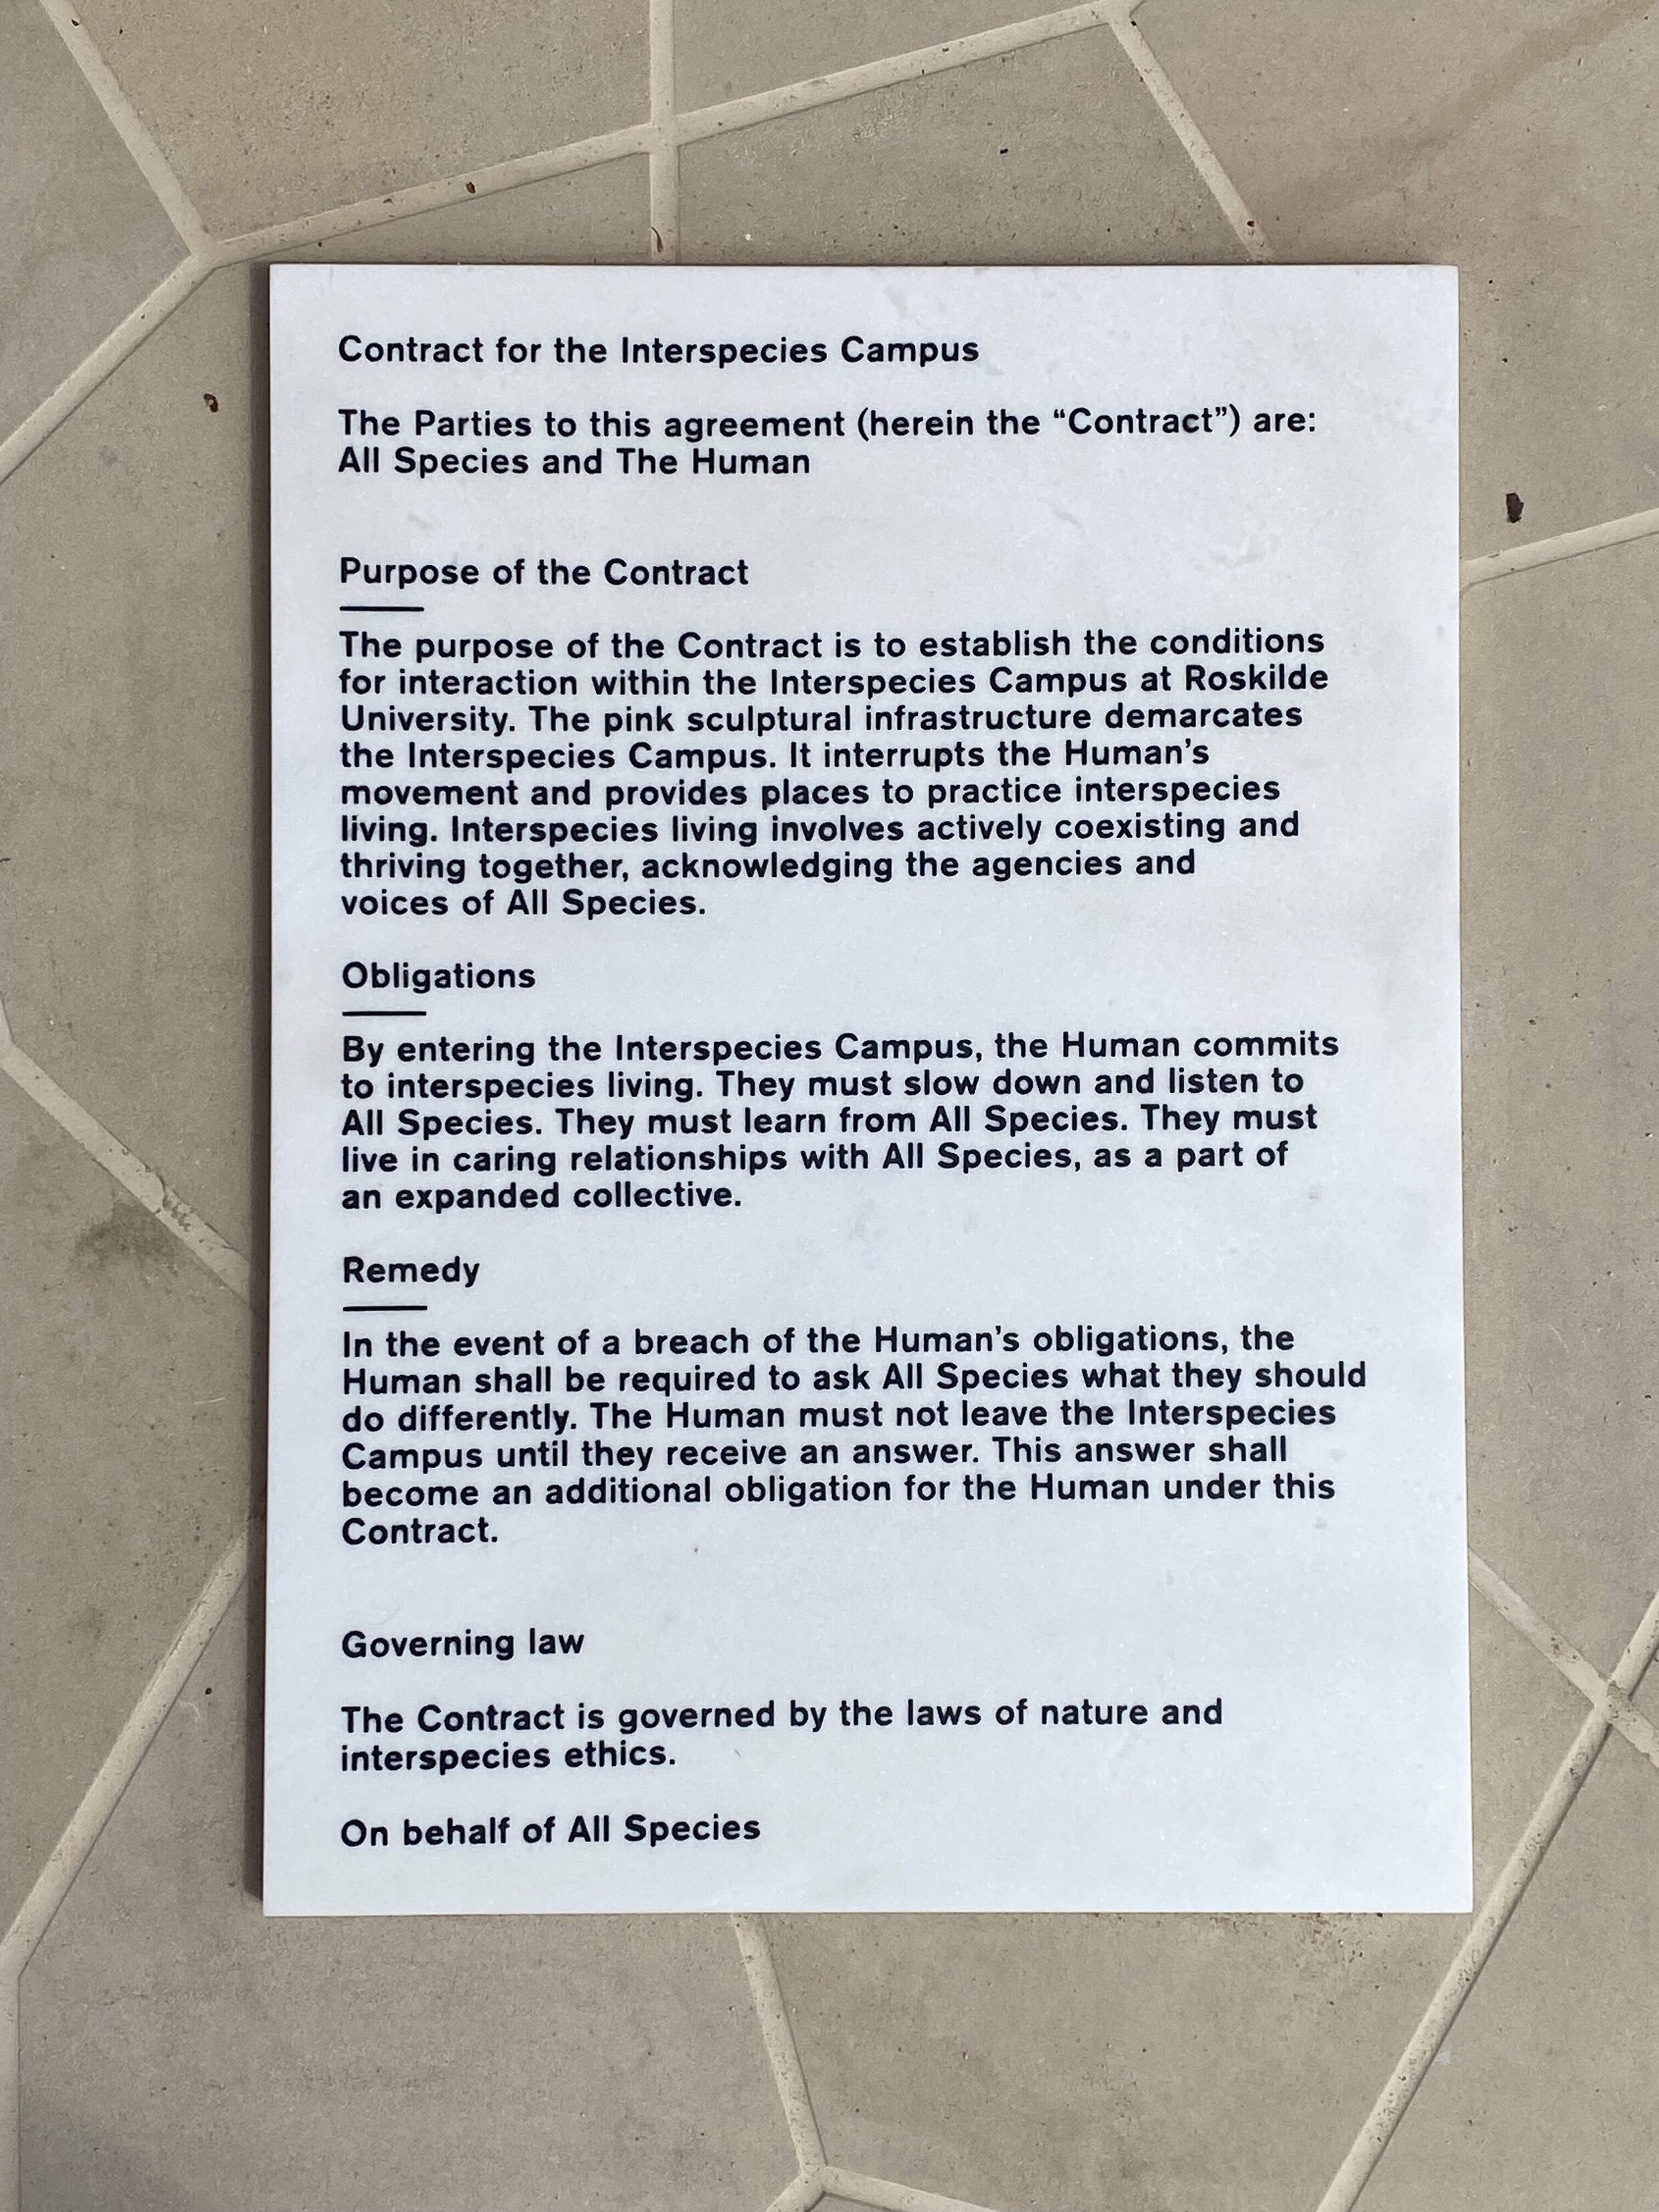 Contract for the Interspecies Campus
The Parties to this agreement (herein the “Contract”) are:
All Species and The Human
Purpose of the Contract
The purpose of the Contract is to establish the conditions
for interaction within the Interspecies Campus at Roskilde
University. The pink sculptural infrastructure demarcates
the Interspecies Campus. It interrupts the Human’s
movement and provides places to practice interspecies
living. Interspecies living involves actively coexisting and
thriving together, acknowledging the agencies and
voices of All Species.
Obligations
By entering the Interspecies Campus, the Human commits
to interspecies living. They must slow down and listen to
All Species. They must learn from All Species. They must
live in caring relationships with All Species, as a part of
an expanded collective.
Remedy
In the event of a breach of the Human’s obligations, the
Human shall be required to ask All Species what they should
do differently. The Human must not leave the Interspecies
Campus until they receive an answer. This answer shall
become an additional obligation for the Human under this
Contract.
Governing law
The Contract is governed by the laws of nature and
interspecies ethics.
On behalf of All Species